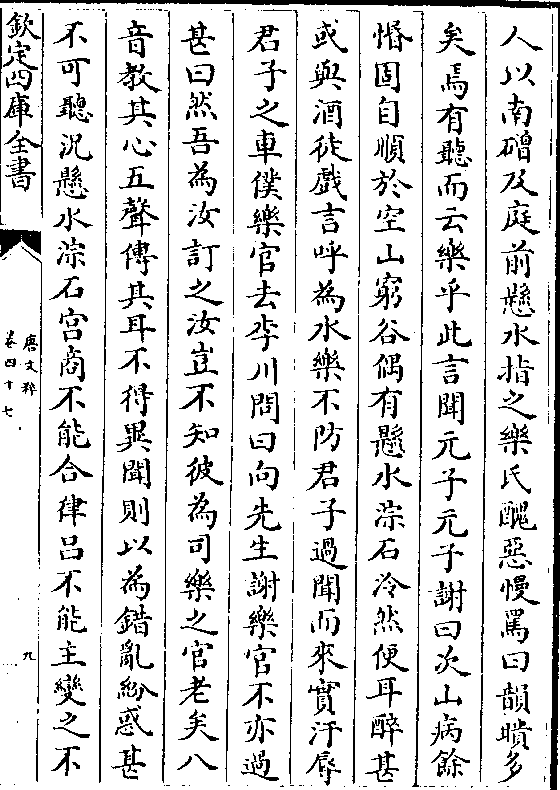 人以南磳及庭前懸水指之樂氏醜惡慢罵曰韻聵多
矣焉有聽而云樂乎此言聞元子元子謝曰次山病餘
惛固自順於空山窮谷偶有懸水淙石冷然便耳醉甚
或與酒徒戲言呼為水樂不防君子過聞而來實汙辱
君子之車僕樂官去季川問曰向先生謝樂官不亦過
甚曰然吾為汝訂之汝豈不知彼為司樂之官老矣八
音教其心五聲傳其耳不得異聞則以為錯亂紛惑甚
不可聽況懸水淙石宮商不能合律呂不能主變之不
欽定四庫全書
唐文粹
卷四十七
九